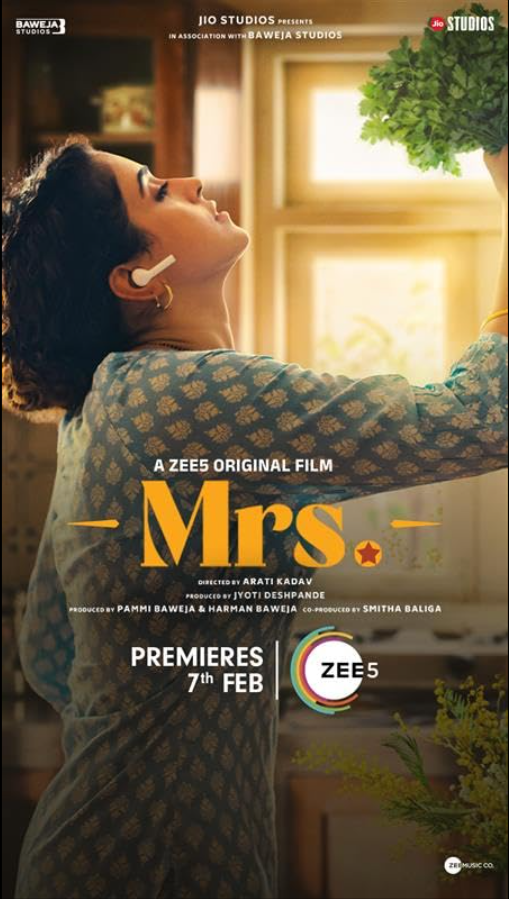 BAWEJA
STUDIOS
JIO STUDIOS PRESENTS
IN ASSOCIATION WITH BAWEJA STUDIOS
Jio STUDIOS
A ZEE5 ORIGINAL FILM
Mrs.
DIRECTED BY ARATI KADAV
PRODUCED BY JYOTI DESHPANDE
PRODUCED BY PAMMI BAWEJA & HARMAN BAWEJA CO-PRODUCED BY SMITHA BALIGA
PREMIERES
7th FEB
ZEE5
ZEE MUSIC CO.